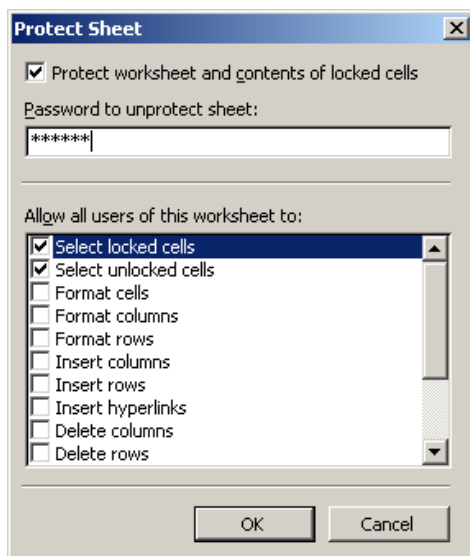 Protect Sheet
Protect worksheet and contents of locked cells
Password to unprotect sheet:
******
Allow all users of this worksheet to:
Select locked cells
Select unlocked cells
Format cells
Format columns
Format rows
Insert columns
Insert rows
Insert hyperlinks
Delete columns
Delete rows
OK Cancel